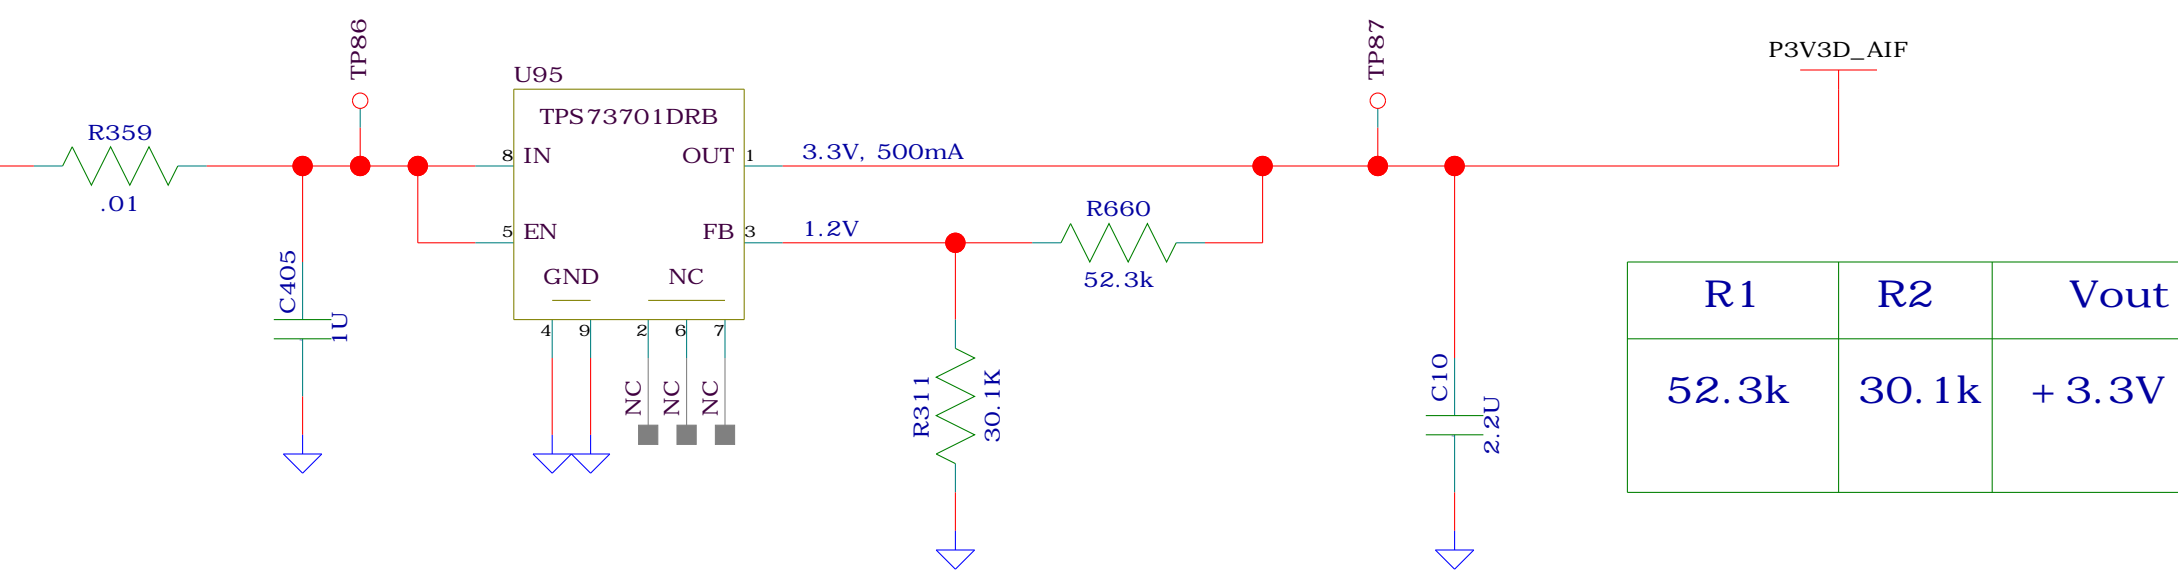 TP86
TP87
P3V3D_AIF
U95
TPS73701DRB
R359
.01
8 IN
OUT 1
3.3V, 500mA
5 EN
FB 3
1.2V
R660
52.3k
GND
NC
4 9 2 6 7
NC NC NC
C405
1U
R311
30.1K
C10
2.2U
R1 R2 Vout
52.3k 30.1k +3.3V